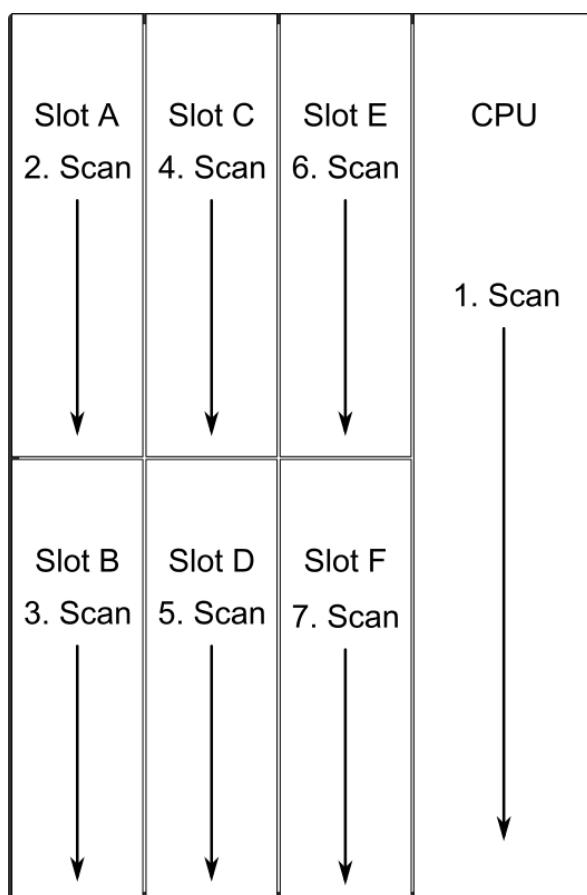 Slot A
2. Scan
Slot C
4. Scan
Slot E
6. Scan
CPU
1. Scan
Slot B
3. Scan
Slot D
5. Scan
Slot F
7. Scan